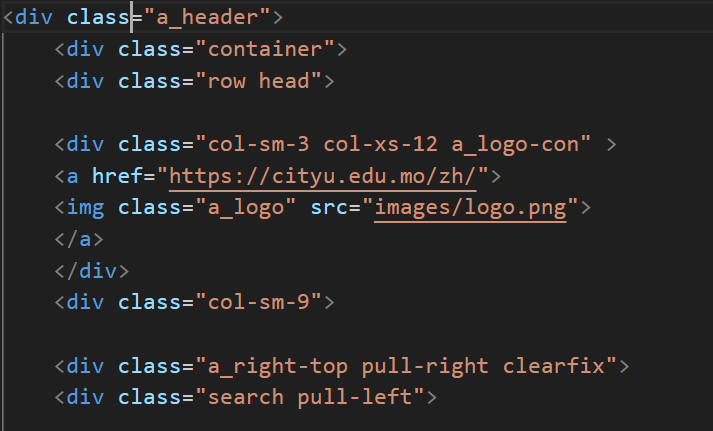 <div class="a_header">
<div class="container">
<div class="row head">
<div class="col-sm-3 col-xs-12 a_logo-con" >
<a href="https://cityu.edu.mo/zh/">
<img class="a_logo" src="images/logo.png">
</a>
</div>
<div class="col-sm-9">
<div class="a_right-top pull-right clearfix">
<div class="search pull-left">